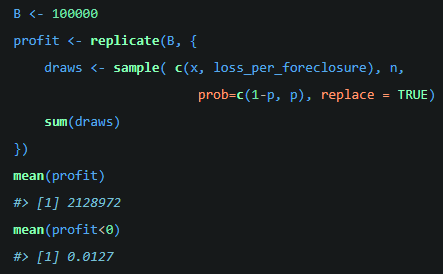 B <- 100000
profit <- replicate(B, {
    draws <- sample( c(x, loss_per_foreclosure), n,
                        prob=c(1-p, p), replace = TRUE)
    sum(draws)
})
mean(profit)
#> [1] 2128972
mean(profit<0)
#> [1] 0.0127